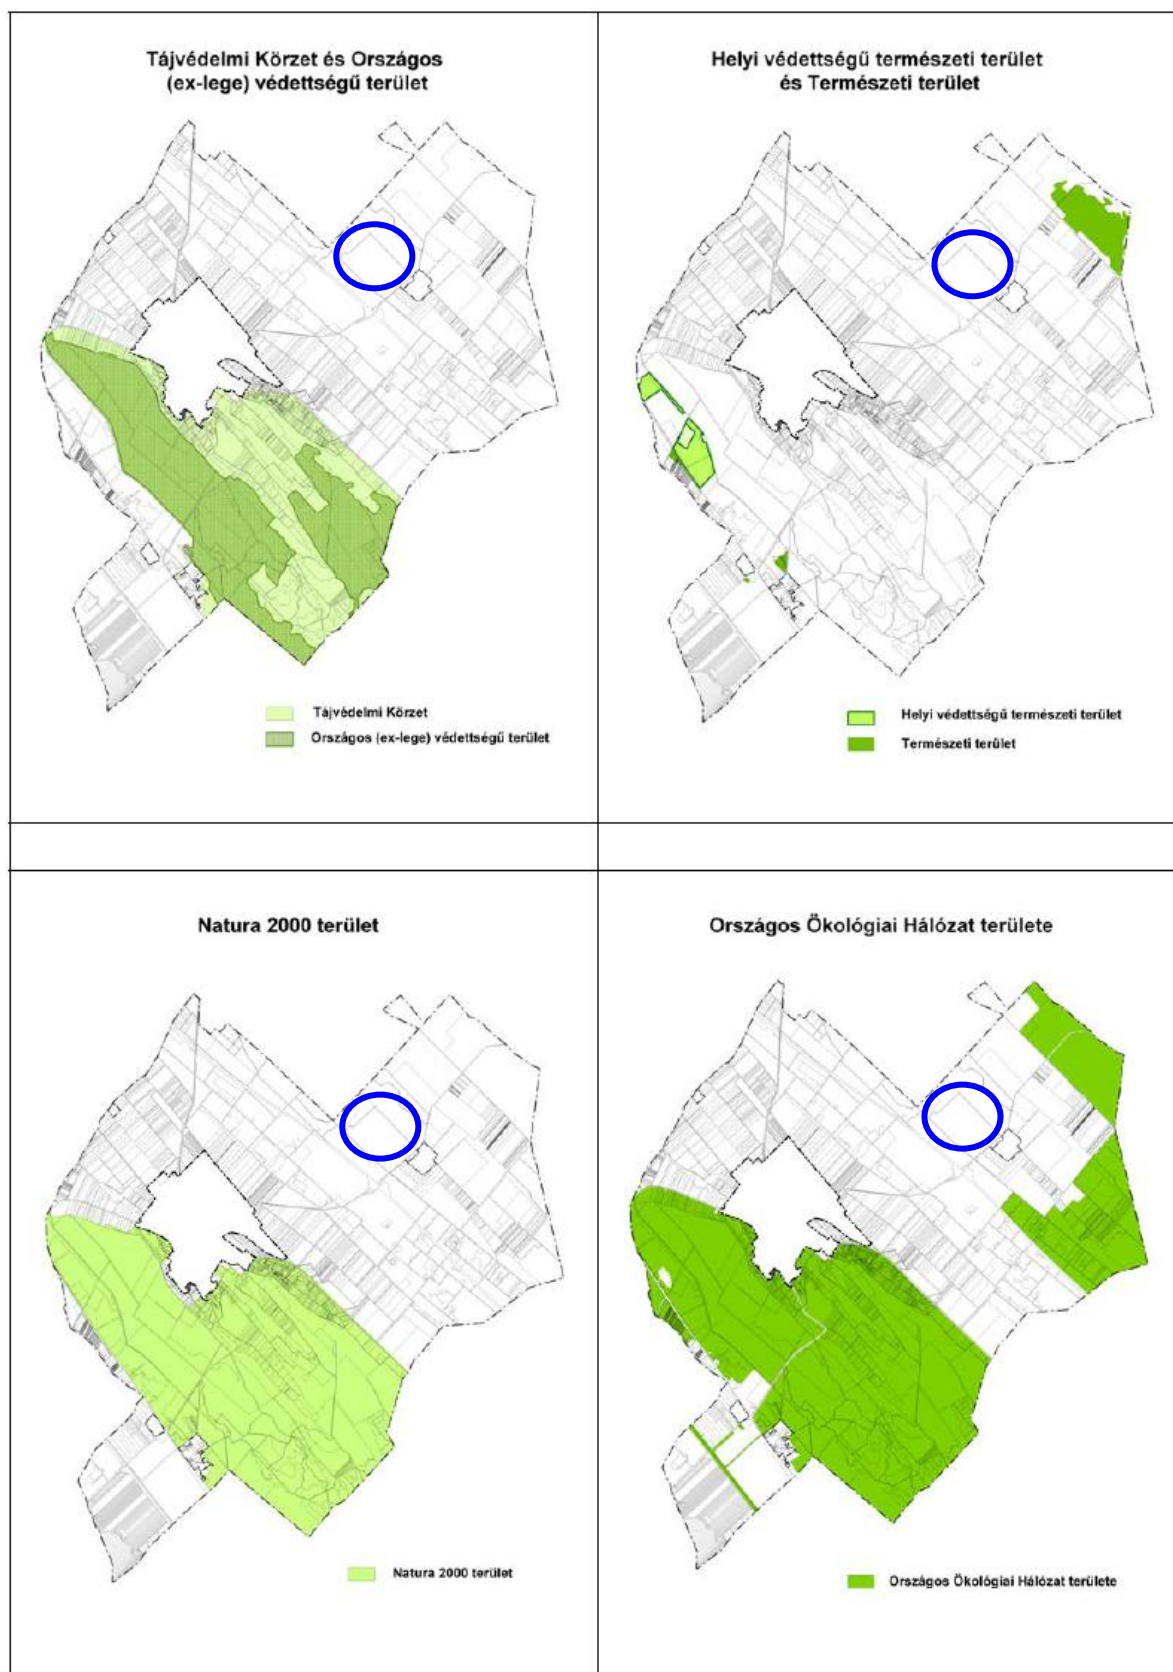 Tájvédelmi Körzet és Országos
(ex-lege) védettségű terület
Tájvédelmi Körzet
Országos (ex-lege) védettségű terület
Helyi védettségű természeti terület
és Természeti terület
Helyi védettségű természeti terület
Természeti terület
Natura 2000 terület
Natura 2000 terület
Országos Ökológiai Hálózat területe
Országos Ökológiai Hálózat területe